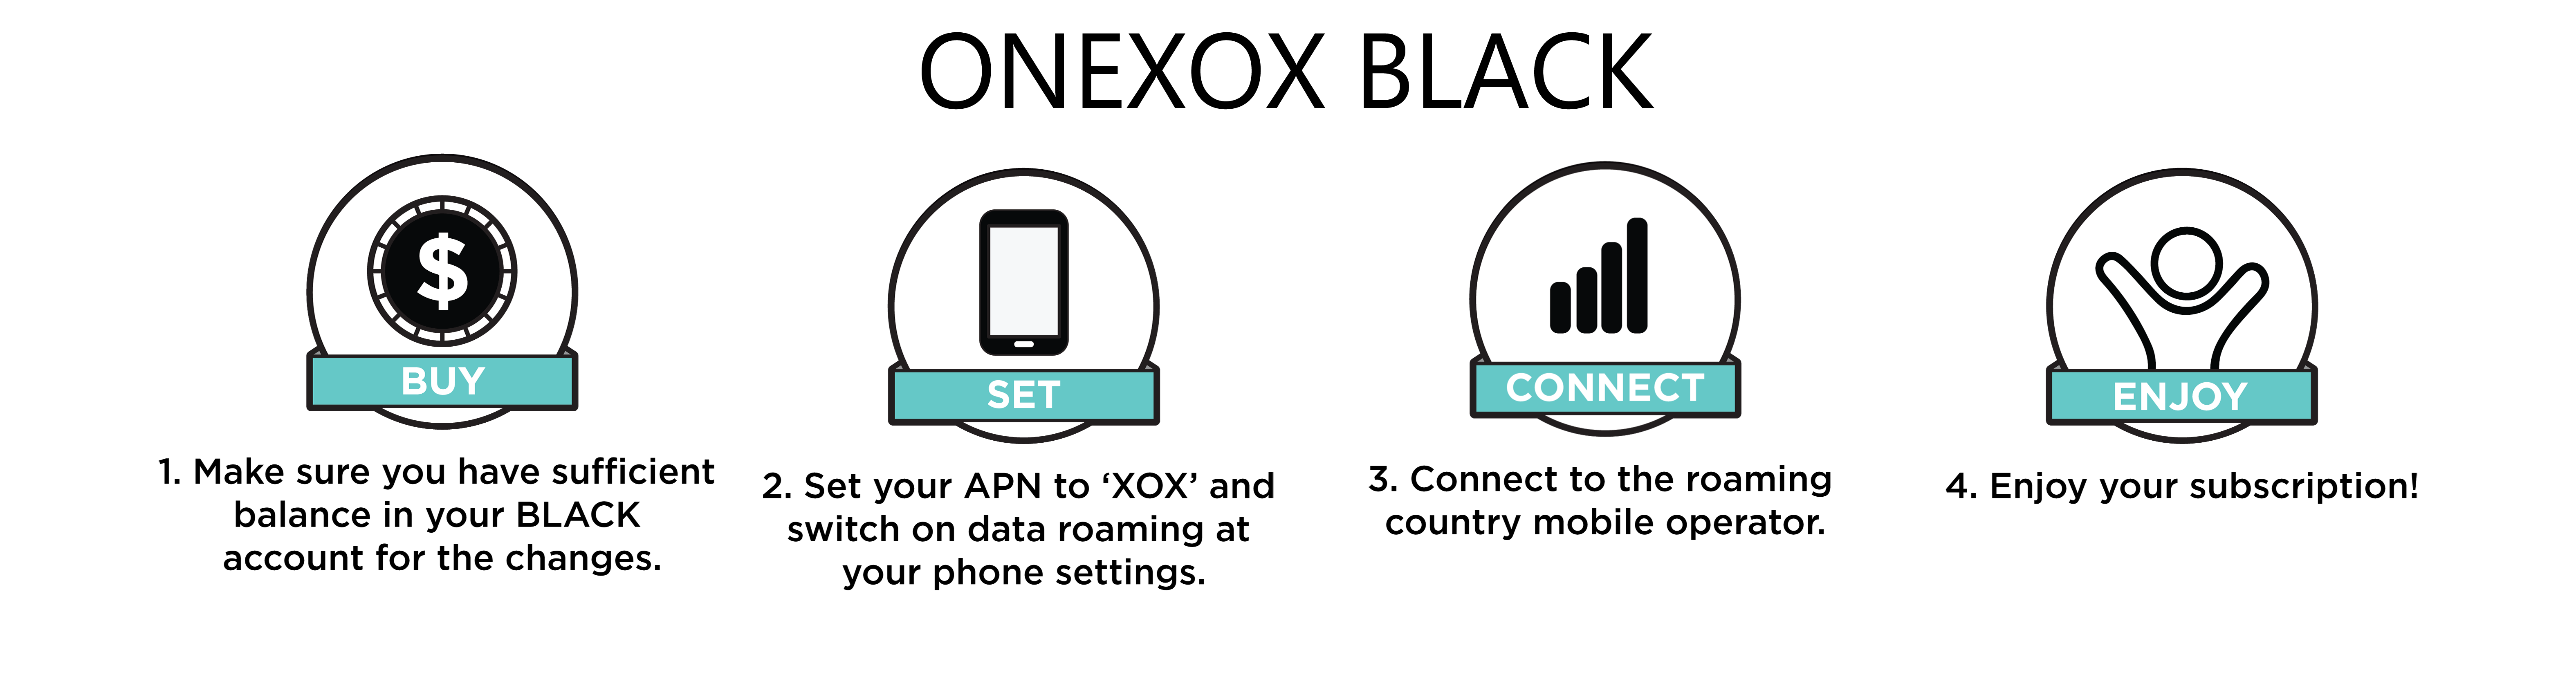 ONEXOX BLACK
BUY
1. Make sure you have sufficient
balance in your BLACK
account for the changes.
SET
2. Set your APN to ‘XOX’ and
switch on data roaming at
your phone settings.
CONNECT
3. Connect to the roaming
country mobile operator.
ENJOY
4. Enjoy your subscription!